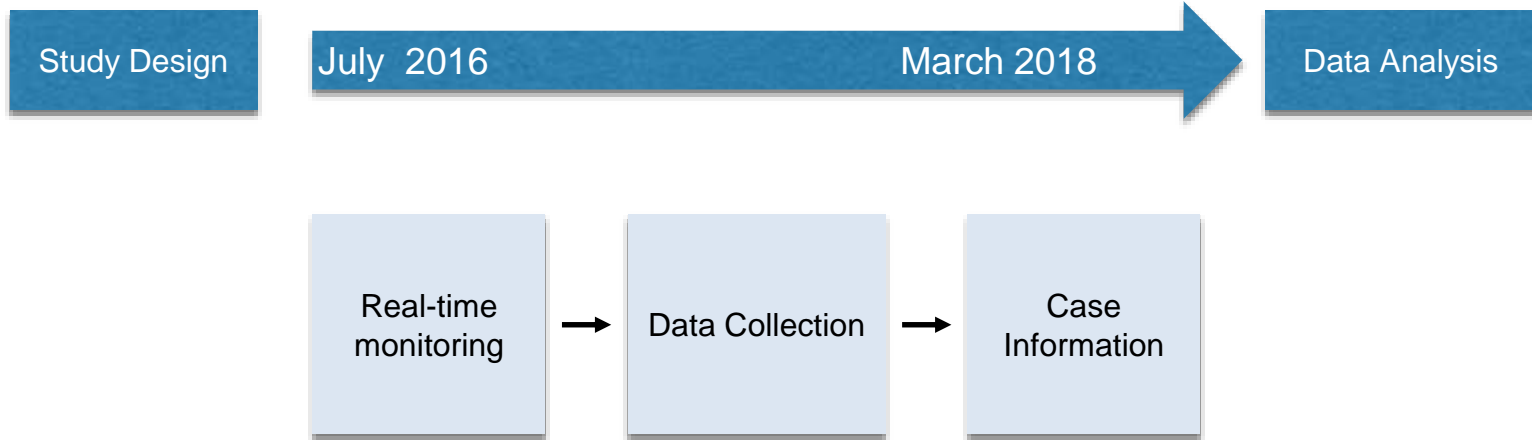 Study Design
July 2016
March 2018
Data Analysis
Real-time
monitoring
Data Collection
Case
Information